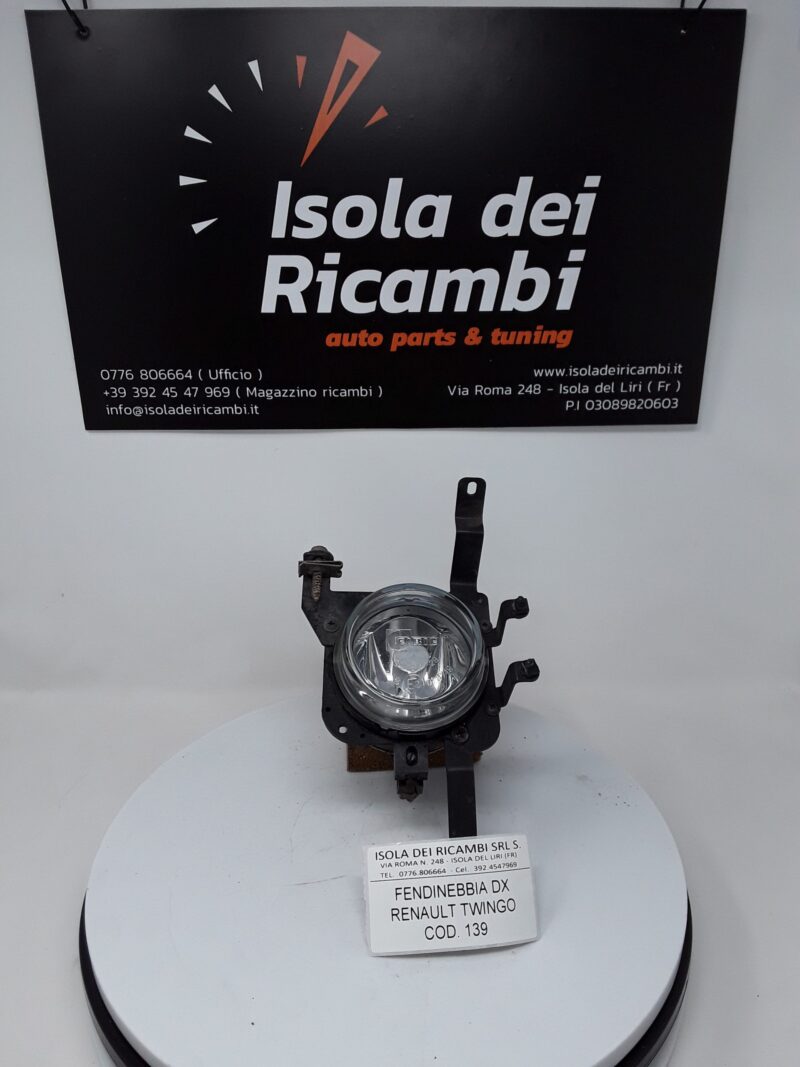 Isola dei
Ricambi
auto parts & tuning
0776 806664 ( Ufficio )
+39 392 45 47 969 ( Magazzino ricambi )
info@isoladeiricambi.it
www.isoladeiricambi.it
Via Roma 248 - Isola del Liri ( Fr )
P.I 03089820603
ISOLA DEI RICAMBI SRL S.
VIA ROMA N. 248 - ISOLA DEL LIRI (FR)
TEL. 0776.806664 - Cel. 392.4547969
FENDINEBBIA DX
RENAULT TWINGO
COD. 139